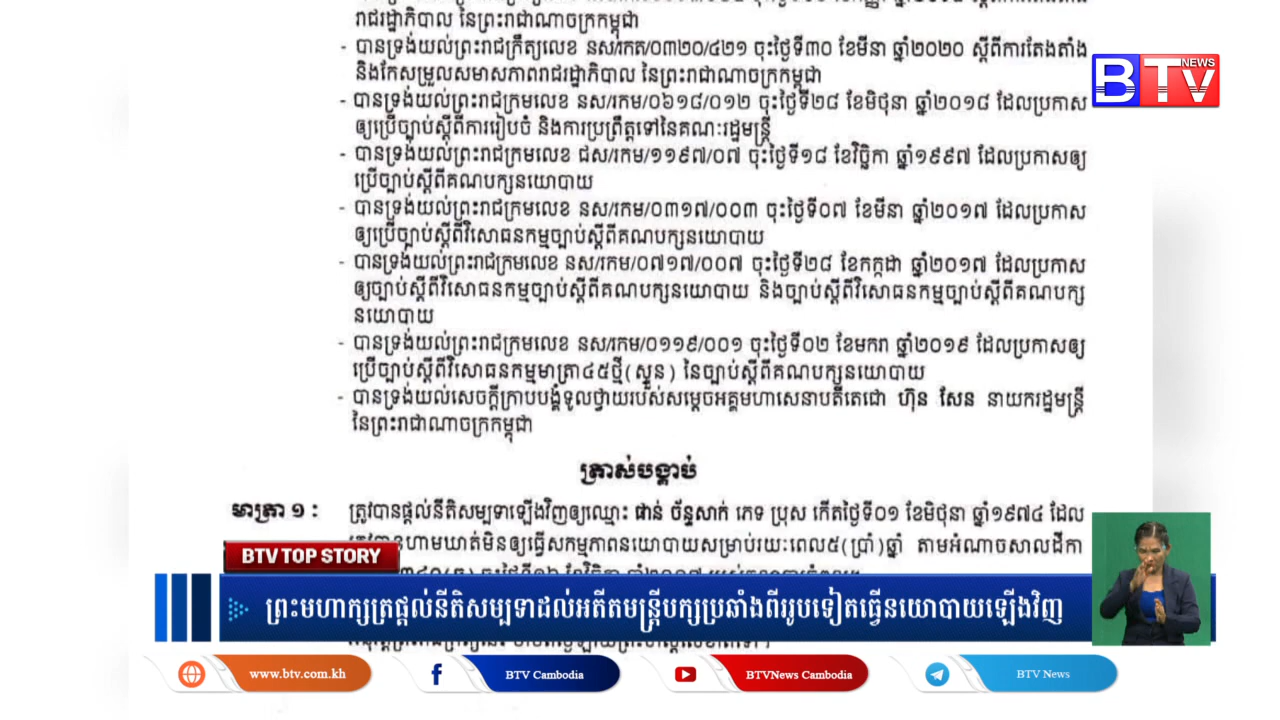 រាជរដ្ឋាភិបាល នៃព្រះរាជាណាចក្រកម្ពុជា
- បានទ្រង់យល់ព្រះរាជក្រឹត្យលេខ នស/រកត/០៣២០/៤២១ ចុះថ្ងៃទី៣០ ខែមីនា ឆ្នាំ២០២០ ស្តីពីការតែងតាំង
និងកែសម្រួលសមាសភាពរាជរដ្ឋាភិបាល នៃព្រះរាជាណាចក្រកម្ពុជា
- បានទ្រង់យល់ព្រះរាជក្រមលេខ នស/រកម/០៦១៨/០១២ ចុះថ្ងៃទី២៨ ខែមិថុនា ឆ្នាំ២០១៨ ដែលប្រកាស
ឲ្យប្រើច្បាប់ស្តីពីការរៀបចំ និងការប្រព្រឹត្តទៅនៃគណៈរដ្ឋមន្ត្រី
- បានទ្រង់យល់ព្រះរាជក្រមលេខ ជស/រកម/១១៩៧/០៧ ចុះថ្ងៃទី១៨ ខែវិច្ឆិកា ឆ្នាំ១៩៩៧ ដែលប្រកាសឲ្យ
ប្រើច្បាប់ស្តីពីគណបក្សនយោបាយ
- បានទ្រង់យល់ព្រះរាជក្រមលេខ នស/រកម/០៣១៧/០០៣ ចុះថ្ងៃទី០៧ ខែមីនា ឆ្នាំ២០១៧ ដែលប្រកាស
ឲ្យប្រើច្បាប់ស្តីពីវិសោធនកម្មច្បាប់ស្តីពីគណបក្សនយោបាយ
- បានទ្រង់យល់ព្រះរាជក្រមលេខ នស/រកម/០៧១៧/០០៧ ចុះថ្ងៃទី២៨ ខែកក្កដា ឆ្នាំ២០១៧ ដែលប្រកាស
ឲ្យច្បាប់ស្តីពីវិសោធនកម្មច្បាប់ស្តីពីគណបក្សនយោបាយ និងច្បាប់ស្តីពីវិសោធនកម្មច្បាប់ស្តីពីគណបក្ស
នយោបាយ
- បានទ្រង់យល់ព្រះរាជក្រមលេខ នស/រកម/០១១៩/០០១ ចុះថ្ងៃទី០២ ខែមករា ឆ្នាំ២០១៩ ដែលប្រកាសឲ្យ
ប្រើច្បាប់ស្តីពីវិសោធនកម្មមាត្រា៤៥ថ្មី(ស្ទួន) នៃច្បាប់ស្តីពីគណបក្សនយោបាយ
- បានទ្រង់យល់សេចក្តីក្រាបបង្គំទូលថ្វាយរបស់សម្តេចអគ្គមហាសេនាបតីតេជោ ហ៊ុន សែន នាយករដ្ឋមន្ត្រី
នៃព្រះរាជាណាចក្រកម្ពុជា
ត្រាស់បង្គាប់
មាត្រា ១ : ត្រូវបានផ្តល់នីតិសម្បទាឡើងវិញឲ្យឈ្មោះ ផាន់ ច័ន្ទសាក់ ភេទ ប្រុស កើតថ្ងៃទី០១ ខែមិថុនា ឆ្នាំ១៩៧៤ ដែល
ត្រូវបានហាមឃាត់មិនឲ្យធ្វើសកម្មភាពនយោបាយសម្រាប់រយៈពេល៥(ប្រាំ)ឆ្នាំ តាមអំណាចសាលដីកា
BTV NEWS
BTV TOP STORY
ព្រះមហាក្សត្រផ្តល់នីតិសម្បទាដល់អតីតមន្ត្រីបក្សប្រឆាំងពីររូបទៀតធ្វើនយោបាយឡើងវិញ
www.btv.com.kh
BTV Cambodia
BTVNews Cambodia
BTV News